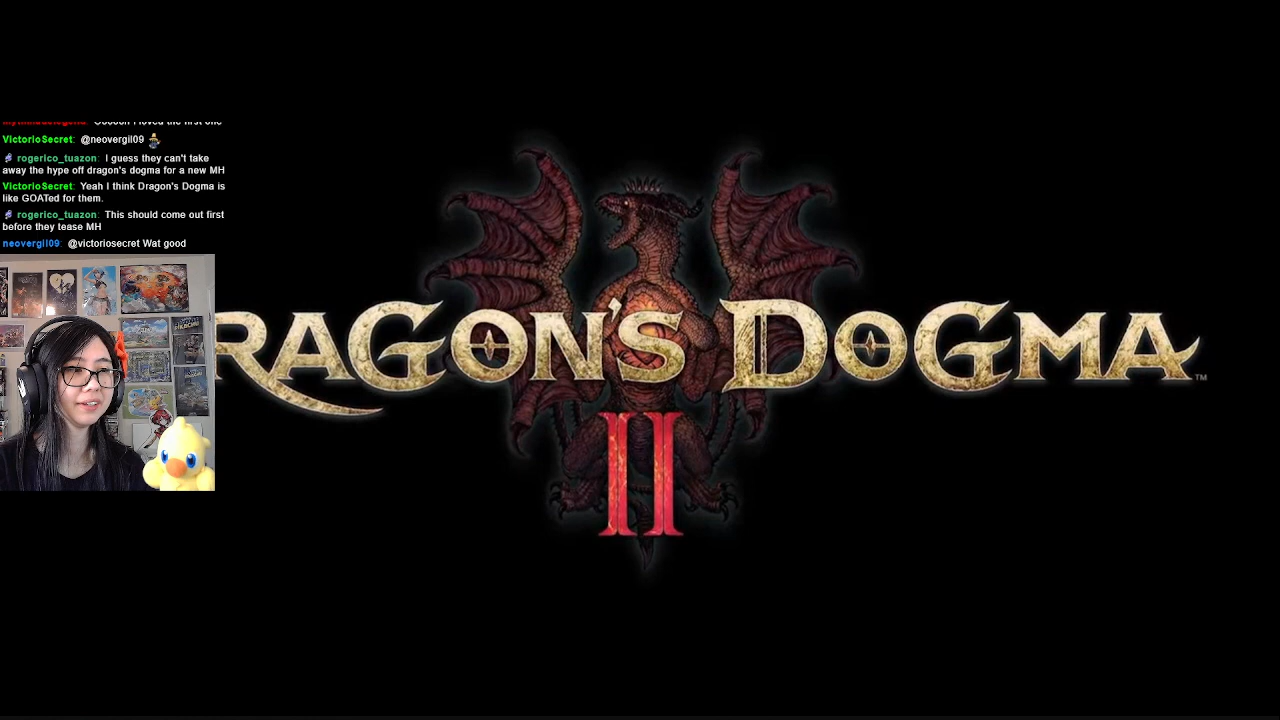 VictorioSecret: @neovergil09
rogerico_tuazon: I guess they can't take
away the hype off dragon's dogma for a new MH
VictorioSecret: Yeah I think Dragon's Dogma is
like GOATed for them.
rogerico_tuazon: This should come out first
before they tease MH
neovergil09: @victoriosecret Wat good
RAGON'S DOGMA™
II